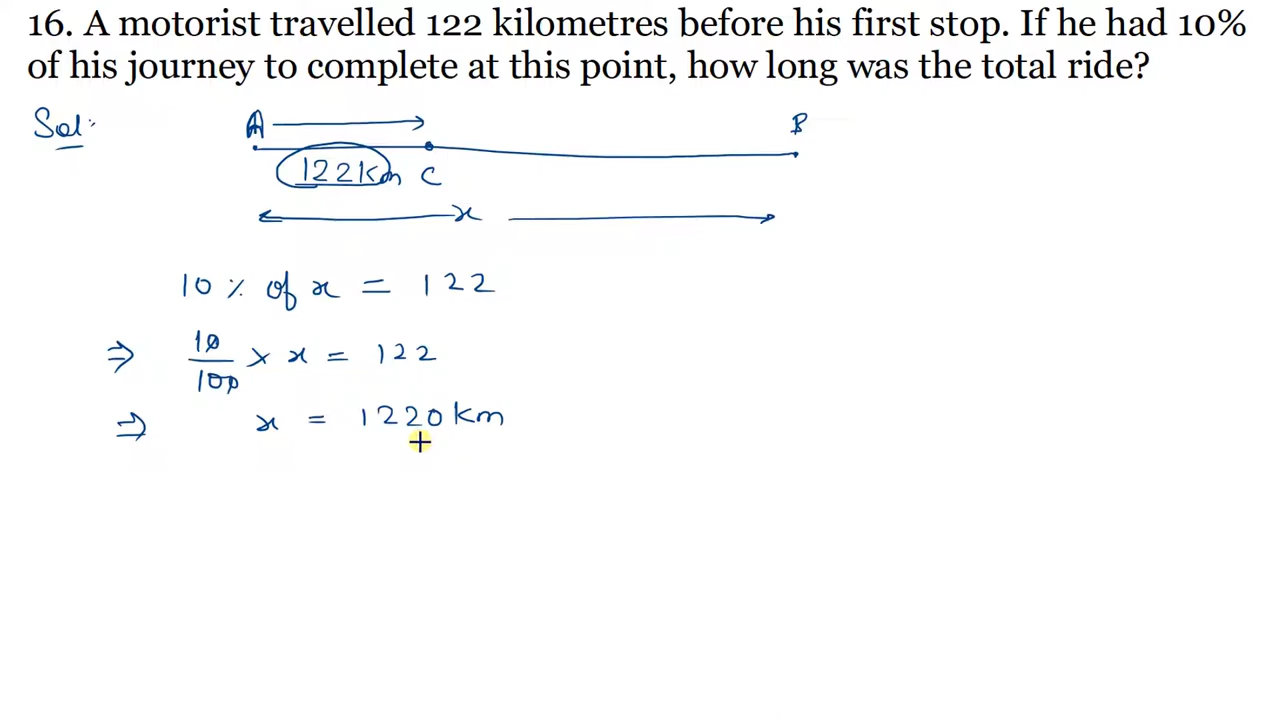 16. A motorist travelled 122 kilometres before his first stop. If he had 10%
of his journey to complete at this point, how long was the total ride?
Sol:
A B
122km C
x
10 % of x = 122
⇒ 10/100 × x = 122
⇒ x = 1220 km